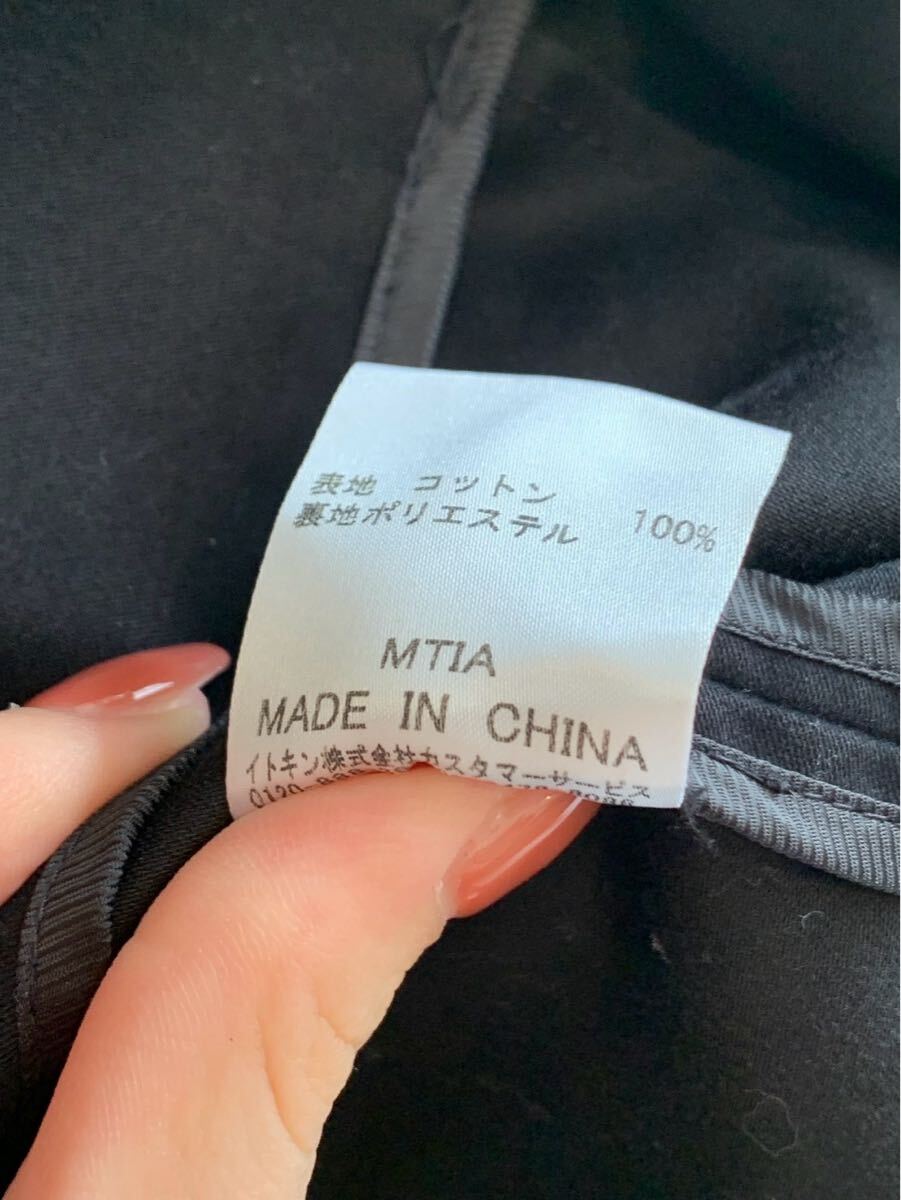 表地 コットン
裏地ポリエステル 100%
MTIA
MADE IN CHINA
イトキン株式会社カスタマーサービス
0120-